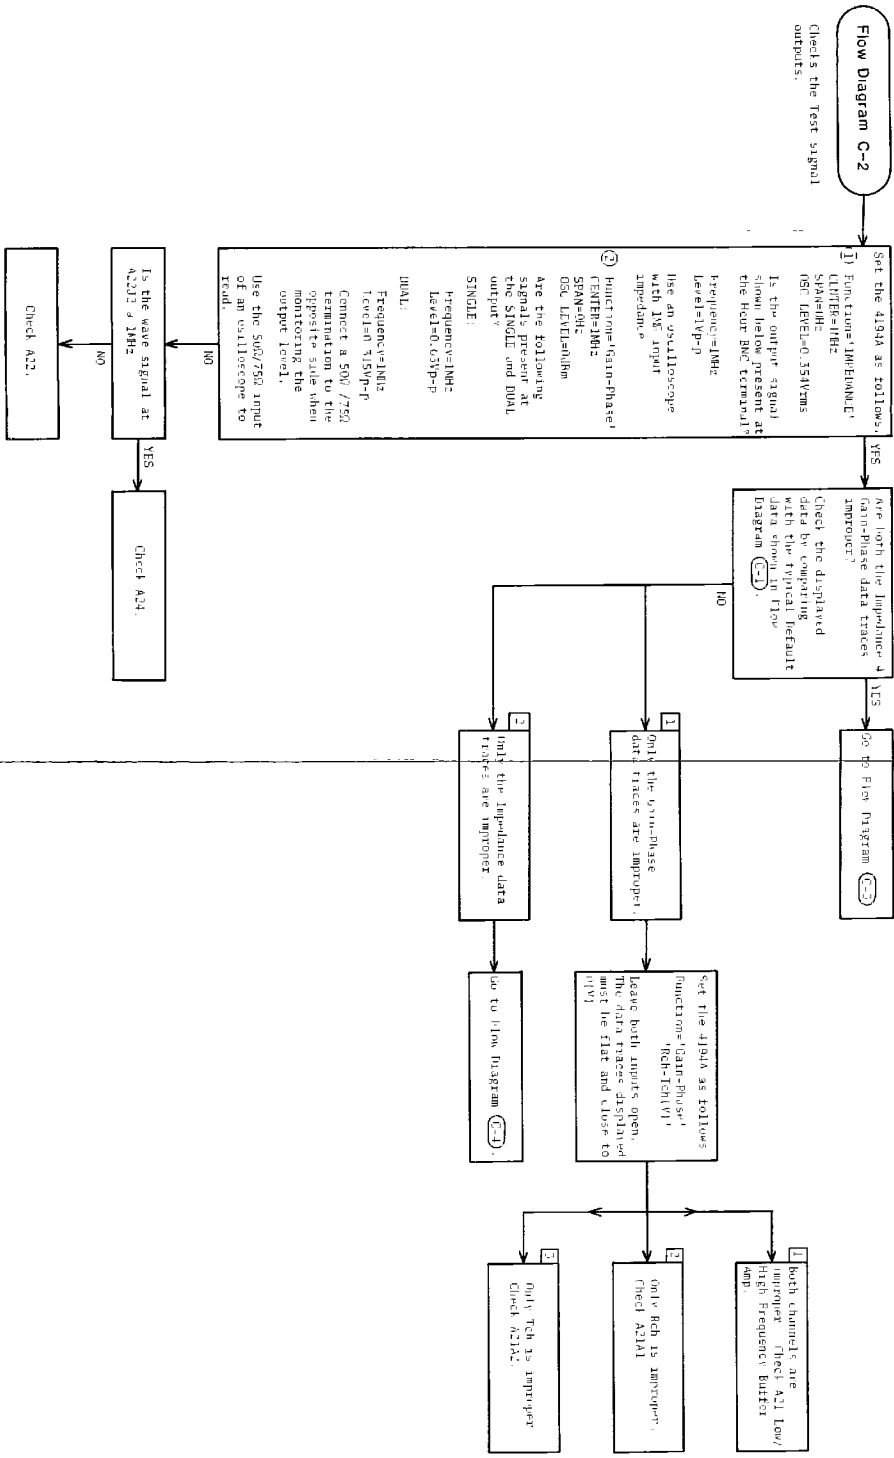 Flow Diagram C-2
Checks the Test signal
outputs.
Set the 4194A as follows.
1) Function='IMPEDANCE'
CENTER=1MHz
SPAN=0Hz
OSC LEVEL=0.354Vrms
Is the output signal
shown below present at
the Hcur BNC terminal?
Frequency=1MHz
Level=1Vp-p
Use an oscilloscope
with 1MΩ input
impedance
2 Function='Gain-Phase'
CENTER=1MHz
SPAN=0Hz
OSC LEVEL=0dBm
Are the following
signals present at
the SINGLE and DUAL
output?
SINGLE:
Frequency=1MHz
Level=0.63Vp-p
DUAL:
Frequency=1MHz
Level=0.315Vp-p
Connect a 50Ω/75Ω
termination to the
opposite side when
monitoring the
output level.
Use the 50Ω/75Ω input
of an oscilloscope to
read.
YES
NO
Are both the Impedance &
Gain-Phase data traces
improper?
Check the displayed
data by comparing
with the typical Default
data shown in Flow
Diagram C-1.
YES
NO
Go to Flow Diagram C-3
1
Only the Gain-Phase
data traces are improper.
Set the 4194A as follows
Function='Gain-Phase'
'Rch-Tch(V)'
Leave both inputs open.
The data traces displayed
must be flat and close to
0(V)
1
Both channels are
improper Check A21 Low/
High Frequency Buffer
Amp.
2
Only Rch is improper.
Check A21A1
3
Only Tch is improper
Check A21A2.
2
Only the Impedance data
traces are improper.
Go to Flow Diagram C-4.
Is the wave signal at
A22J2 a 1MHz
YES
NO
Check A24.
Check A22.